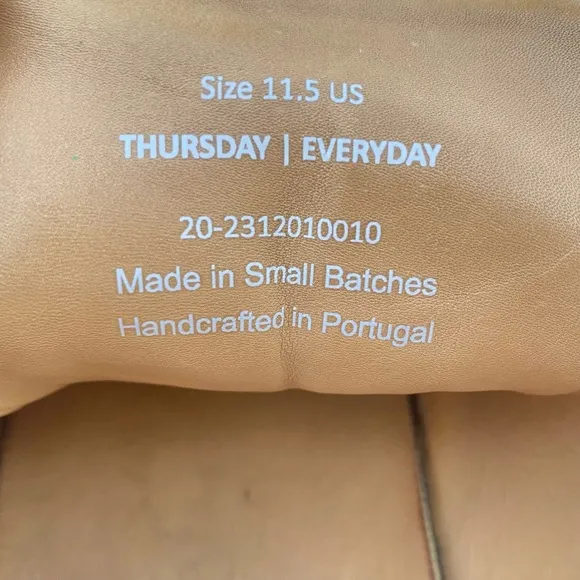 Size 11.5 US
THURSDAY | EVERYDAY
20-2312010010
Made in Small Batches
Handcrafted in Portugal